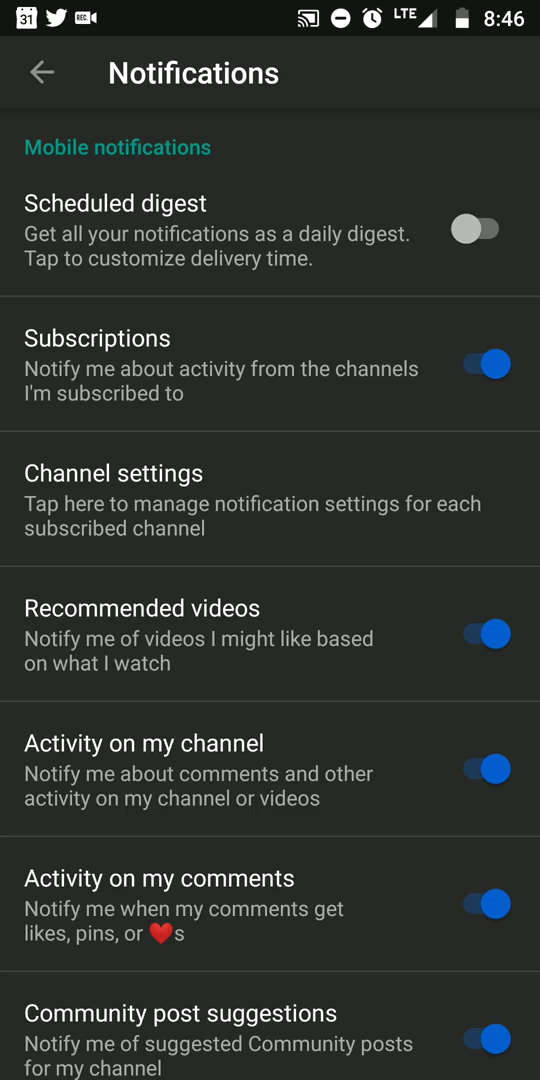 31 REC. LTE 8:46
Notifications
Mobile notifications
Scheduled digest
Get all your notifications as a daily digest.
Tap to customize delivery time.
Subscriptions
Notify me about activity from the channels
I'm subscribed to
Channel settings
Tap here to manage notification settings for each
subscribed channel
Recommended videos
Notify me of videos I might like based
on what I watch
Activity on my channel
Notify me about comments and other
activity on my channel or videos
Activity on my comments
Notify me when my comments get
likes, pins, or ❤️s
Community post suggestions
Notify me of suggested Community posts
for my channel